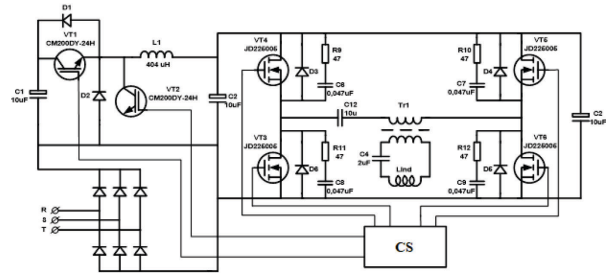 D1
VT1
CM200DY-24H
L1
404 uH
C1
10uF
D2
VT2
CM200DY-24H
C2
10uF
VT4
JD226006
D3
R9
47
C6
0,047uF
R10
47
C7
0,047uF
D4
VT5
JD226006
C12
10u
Tr1
C2
10uF
VT3
JD226006
D6
R11
47
C8
0,047uF
C4
2uF
Lind
R12
47
C9
0,047uF
D5
VT6
JD226006
R
S
T
CS